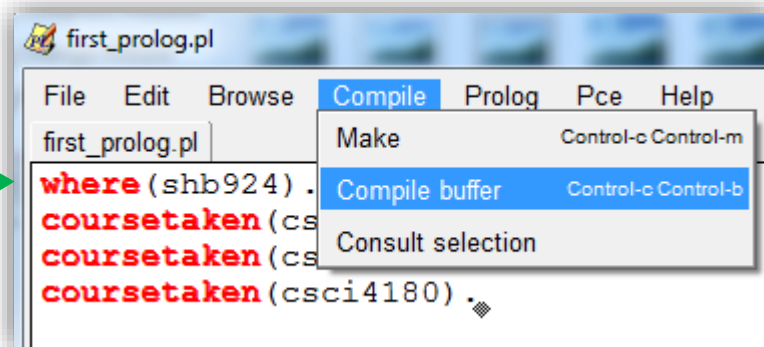 first_prolog.pl
File Edit Browse Compile Prolog Pce Help
first_prolog.pl
Make Control-c Control-m
Compile buffer Control-c Control-b
Consult selection
where(shb924).
coursetaken(cs
coursetaken(cs
coursetaken(csci4180).